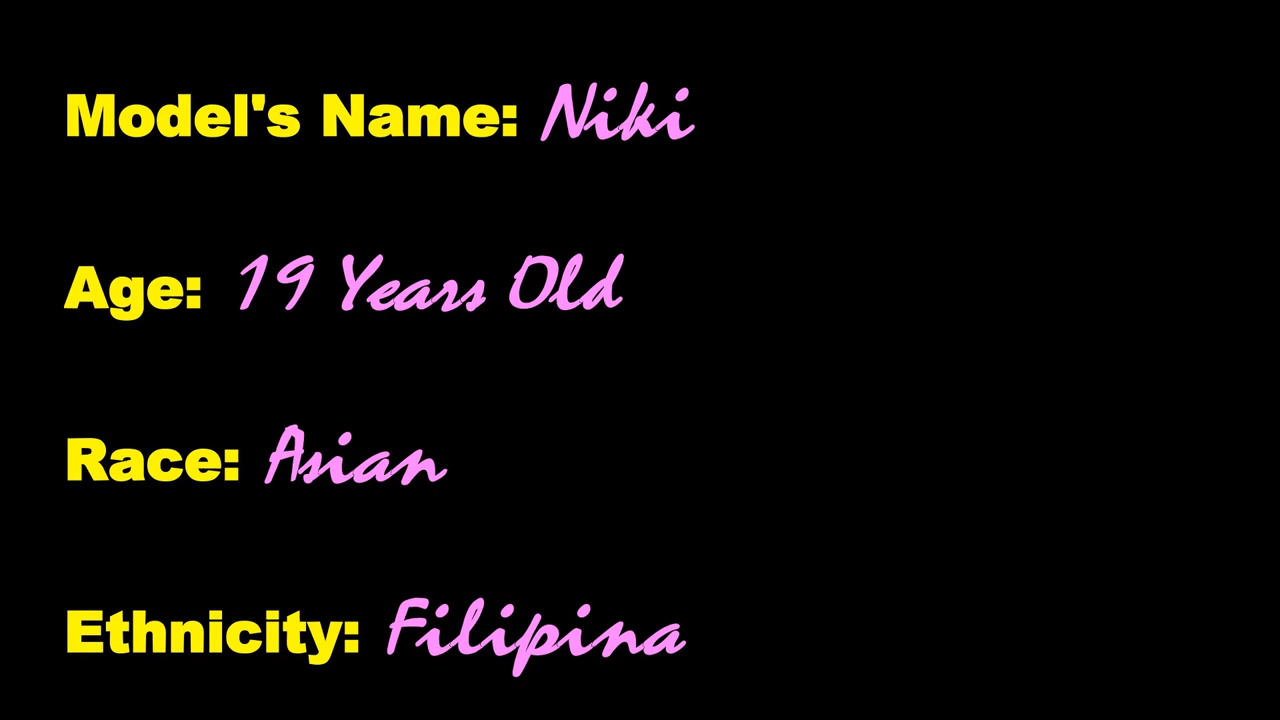 Model's Name: Niki
Age: 19 Years Old
Race: Asian
Ethnicity: Filipina